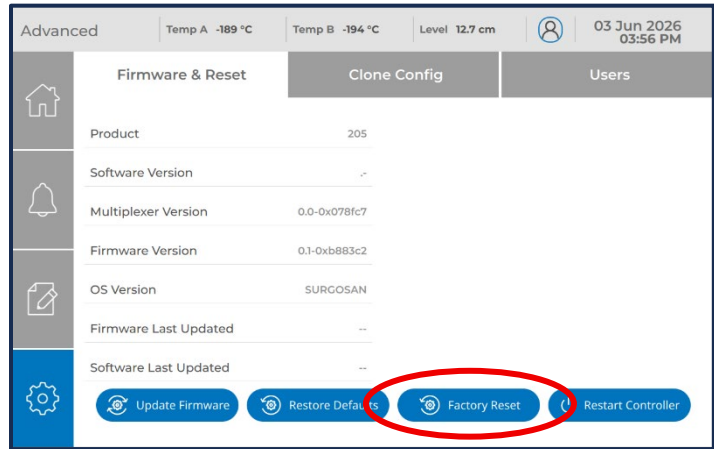 Advanced Temp A -189 °C Temp B -194 °C Level 12.7 cm 03 Jun 2026
03:56 PM
Firmware & Reset Clone Config Users
Product 205
Software Version .-
Multiplexer Version 0.0-0x078fc7
Firmware Version 0.1-0xb883c2
OS Version SURGOSAN
Firmware Last Updated --
Software Last Updated --
Update Firmware Restore Defaults Factory Reset Restart Controller